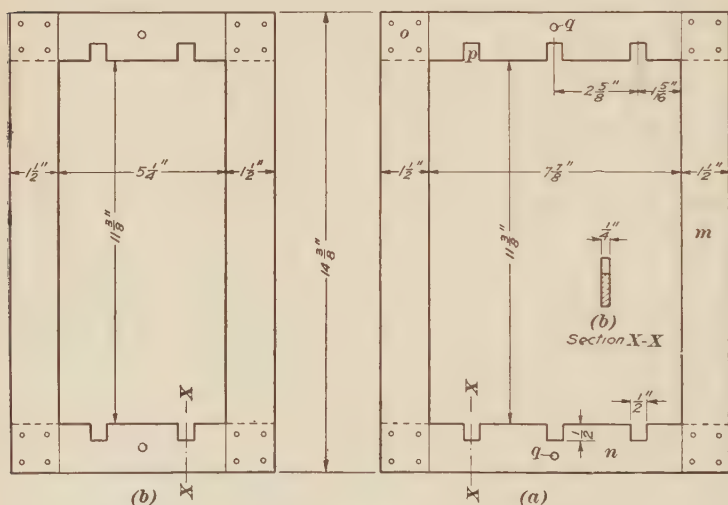 o
q
p
2 5/8"
1 5/16"
1 1/2"
5 1/4"
1 1/2"
1 1/2"
7 7/8"
1 1/2"
11 3/8"
14 3/8"
11 3/8"
m
1/4"
(b)
Section X-X
X
X
1/2"
1/2
q
n
X
X
(b)
(a)